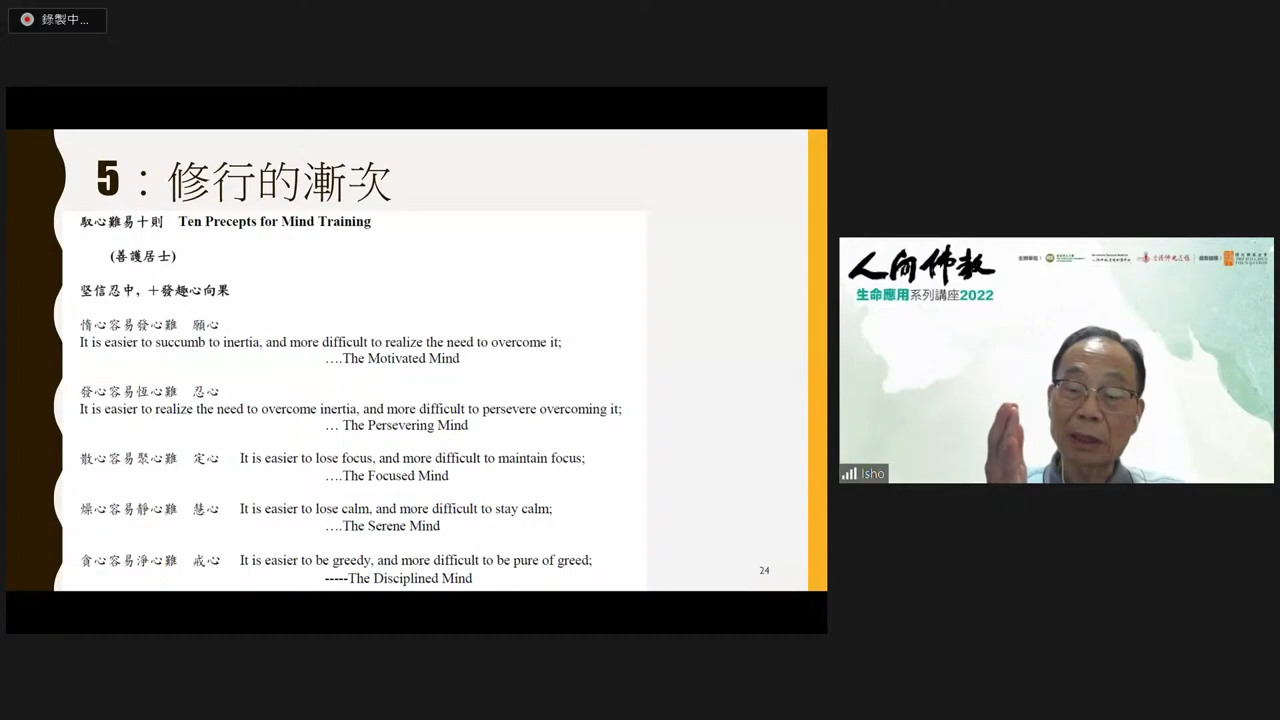 錄製中...
5：修行的漸次
馭心難易十則 Ten Precepts for Mind Training
(善護居士)
堅信忍中，十發趣心向果
惰心容易發心難 願心
It is easier to succumb to inertia, and more difficult to realize the need to overcome it;
….The Motivated Mind
發心容易恆心難 忍心
It is easier to realize the need to overcome inertia, and more difficult to persevere overcoming it;
… The Persevering Mind
散心容易聚心難 定心 It is easier to lose focus, and more difficult to maintain focus;
….The Focused Mind
燥心容易靜心難 慧心 It is easier to lose calm, and more difficult to stay calm;
….The Serene Mind
貪心容易淨心難 戒心 It is easier to be greedy, and more difficult to be pure of greed;
-----The Disciplined Mind
24
人间佛教
生命應用系列講座2022
主辦單位：
Isho